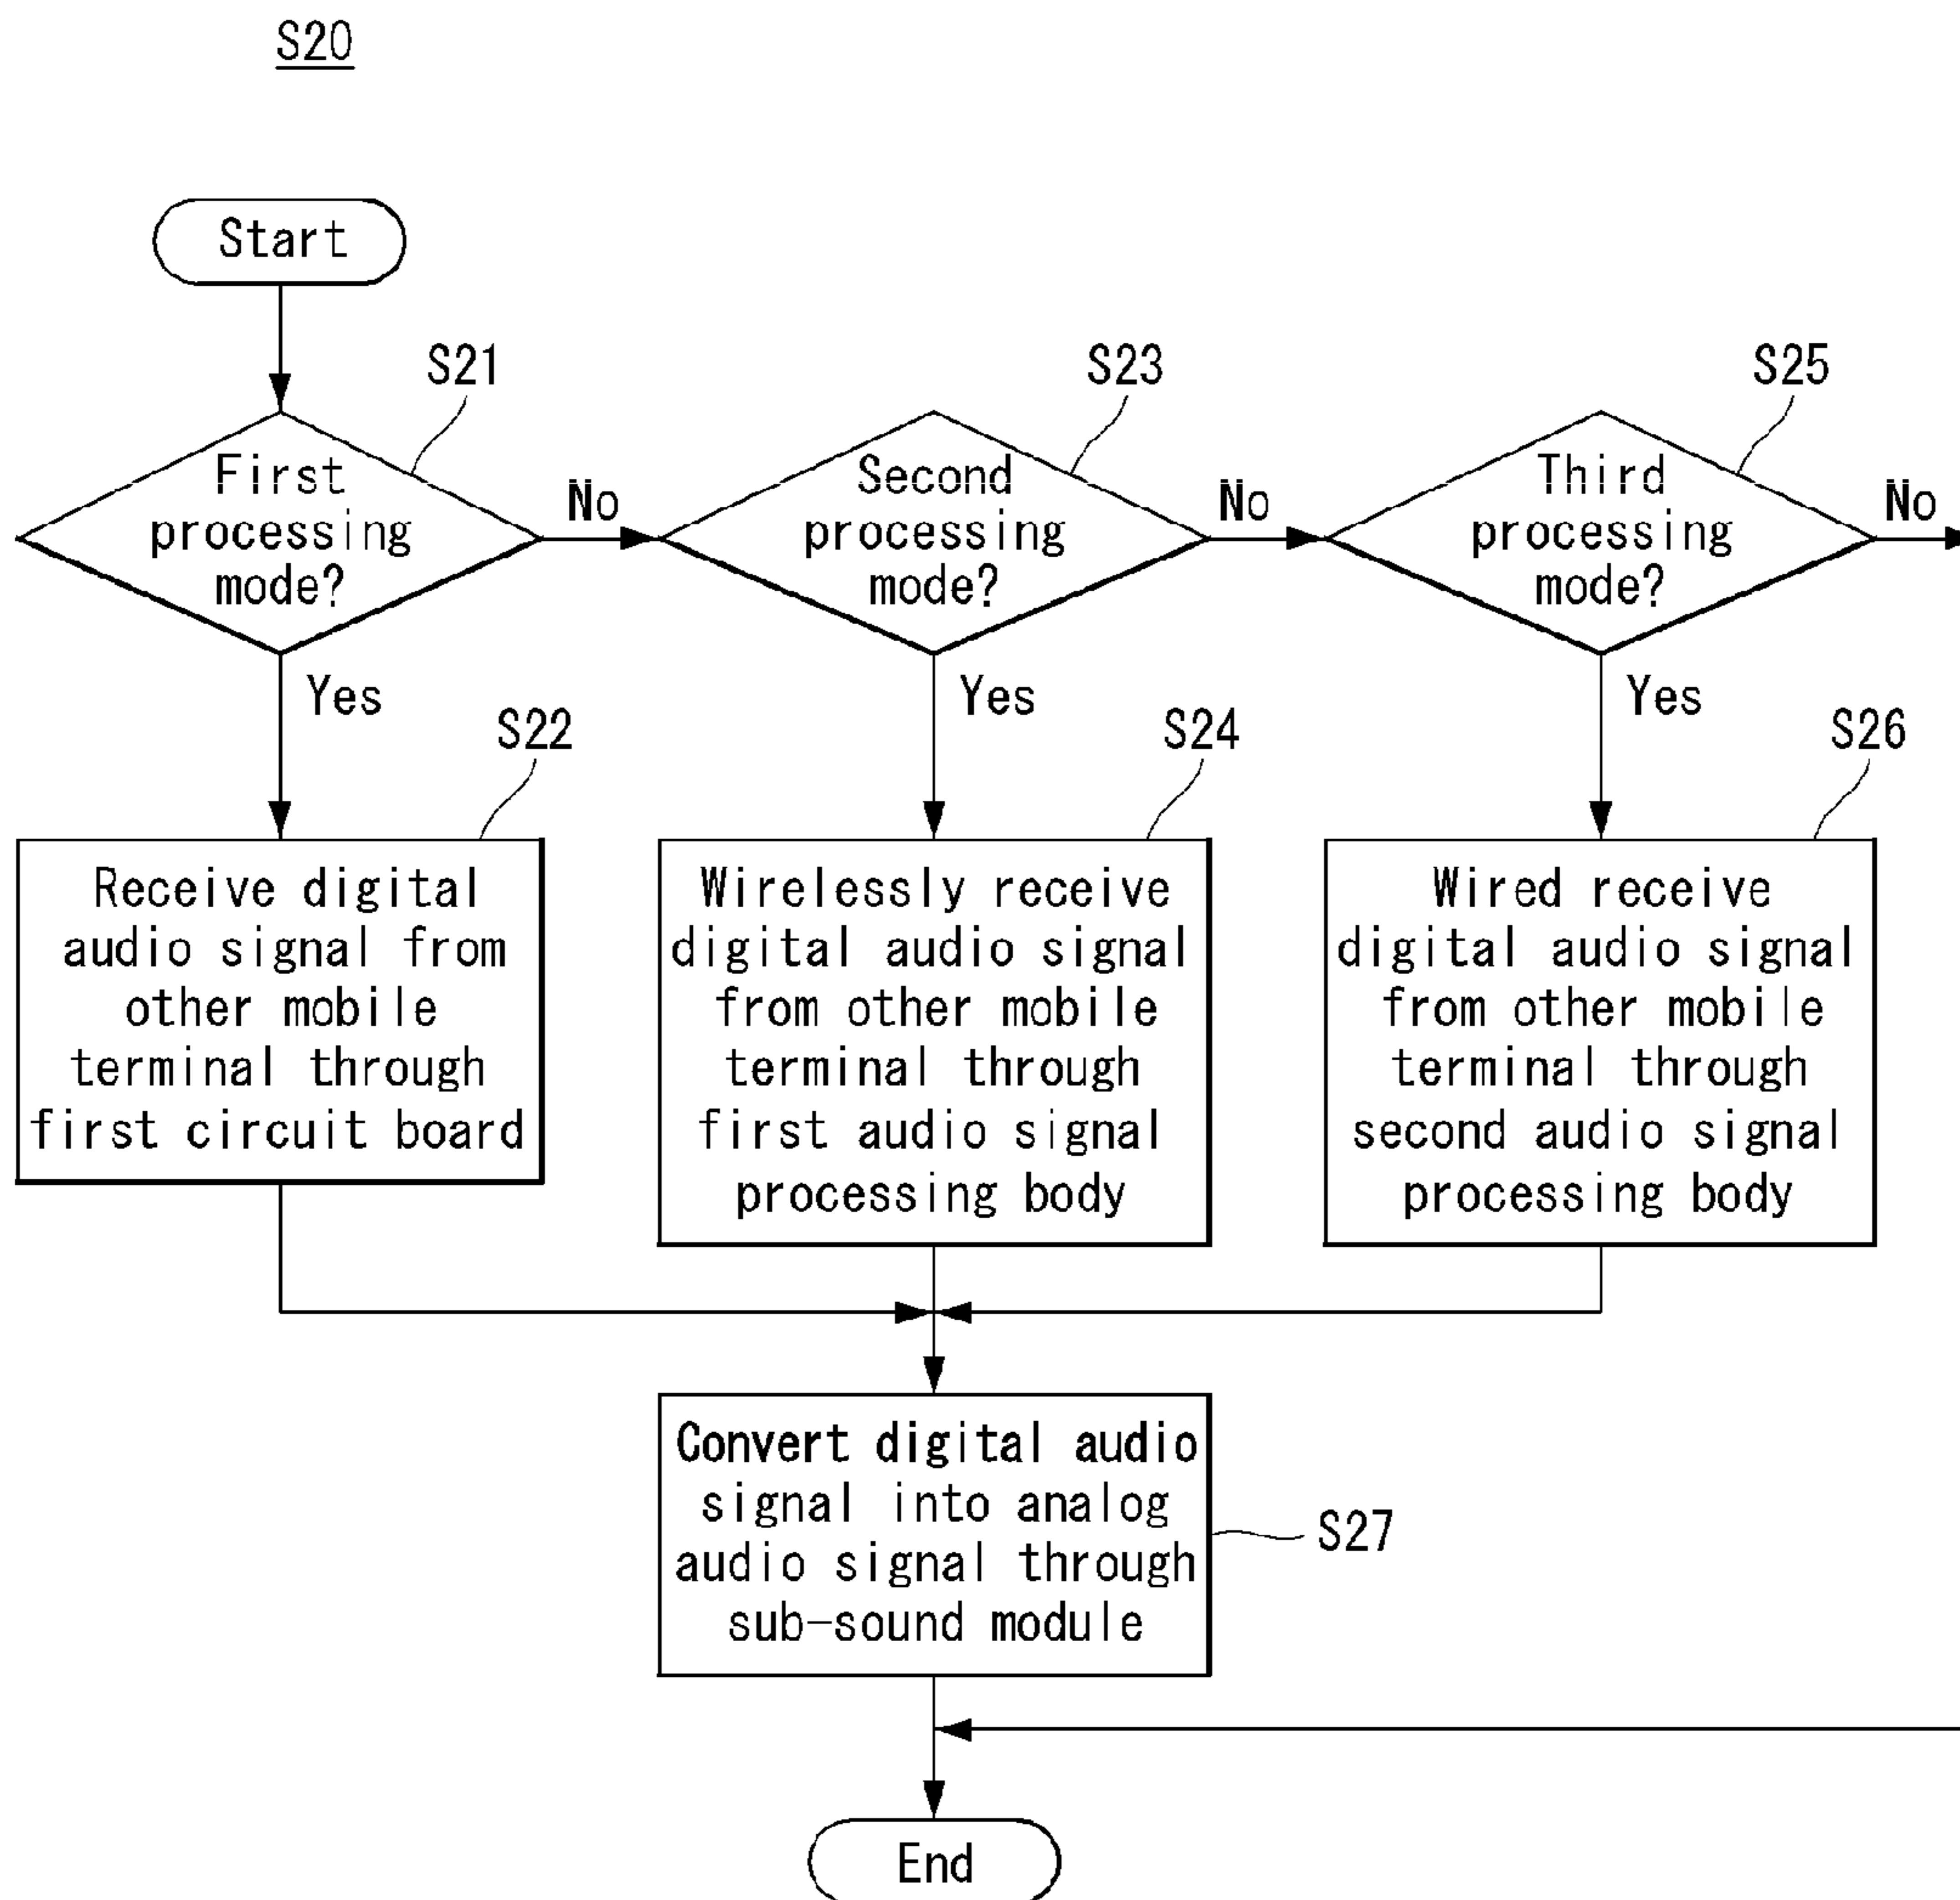 S20
Start
S21
First
processing
mode?
No
S23
Second
processing
mode?
No
S25
Third
processing
mode?
No
Yes
Yes
Yes
S22
Receive digital
audio signal from
other mobile
terminal through
first circuit board
S24
Wirelessly receive
digital audio signal
from other mobile
terminal through
first audio signal
processing body
S26
Wired receive
digital audio signal
from other mobile
terminal through
second audio signal
processing body
Convert digital audio
signal into analog
audio signal through
sub-sound module
S27
End